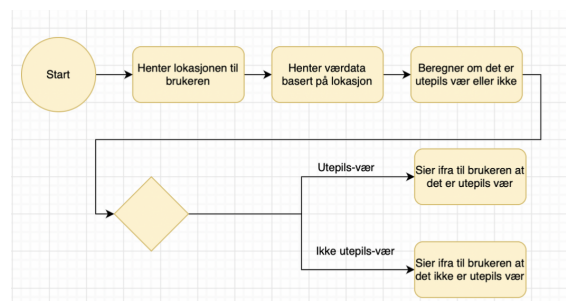 Start
Henter lokasjonen til
brukeren
Henter værdata
basert på lokasjon
Beregner om det er
utepils vær eller ikke
Utepils-vær
Sier ifra til brukeren at
det er utepils vær
Ikke utepils-vær
Sier ifra til brukeren at
det ikke er utepils vær